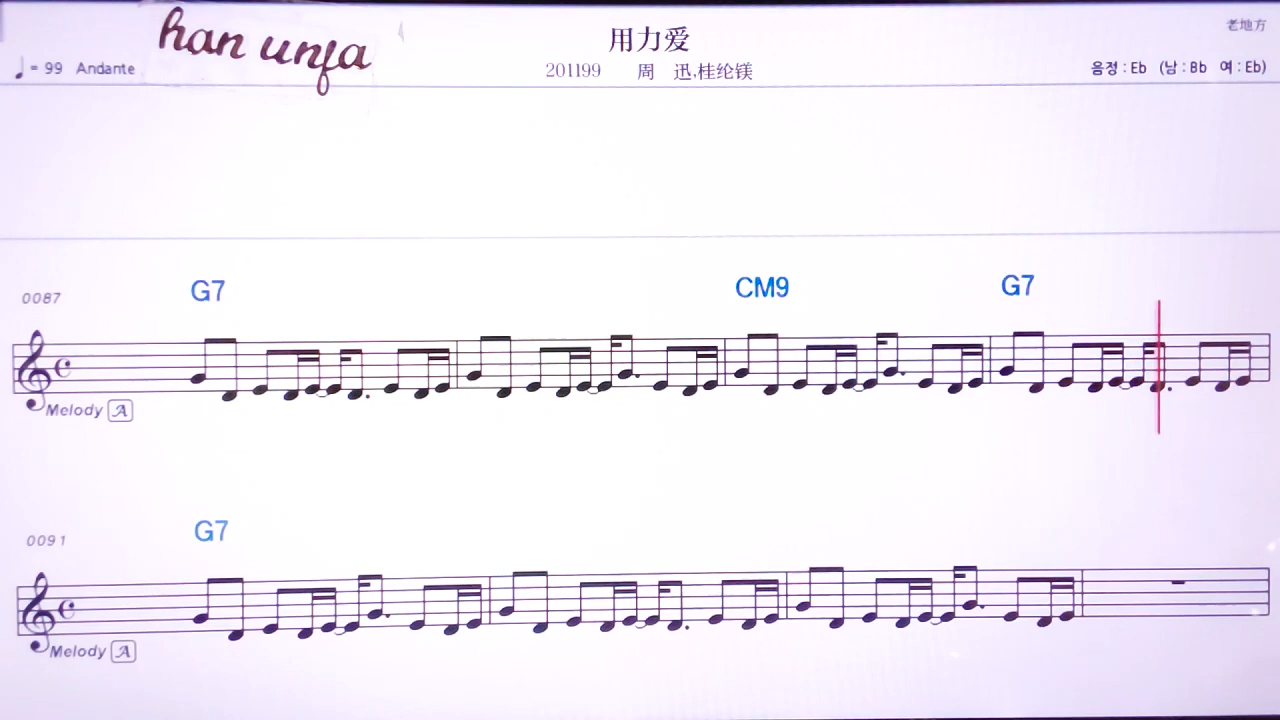 han unfa
用力爱
老地方
♩= 99 Andante
201199 周 迅,桂纶镁
음정 : Eb (남 : Bb 여 : Eb)
0087
G7 CM9 G7
Melody A
0091
G7
Melody A